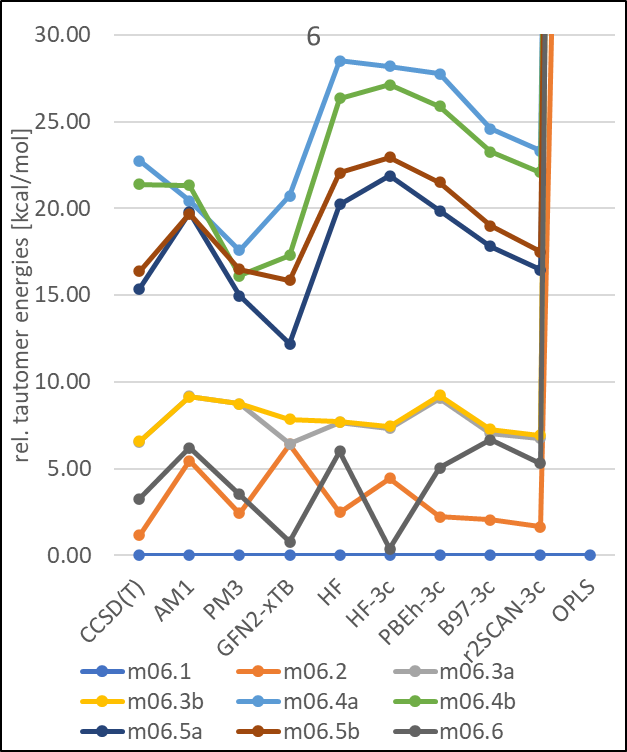 6
rel. tautomer energies [kcal/mol]
30.00
25.00
20.00
15.00
10.00
5.00
0.00
CCSD(T)
AM1
PM3
GFN2-xTB
HF
HF-3c
PBEh-3c
B97-3c
r2SCAN-3c
OPLS
m06.1 m06.2 m06.3a
m06.3b m06.4a m06.4b
m06.5a m06.5b m06.6